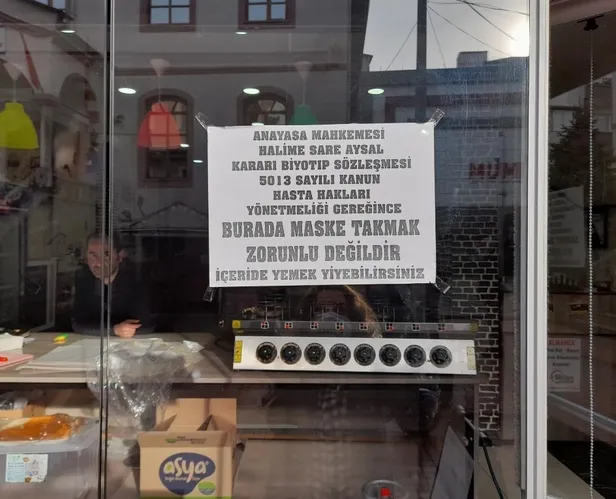 ANAYASA MAHKEMESİ
HALİME SARE AYSAL
KARARI BİYOTIP SÖZLEŞMESİ
5013 SAYILI KANUN
HASTA HAKLARI
YÖNETMELİĞİ GEREĞİNCE
BURADA MASKE TAKMAK
ZORUNLU DEĞİLDİR
İÇERİDE YEMEK YİYEBİLİRSİNİZ
asya